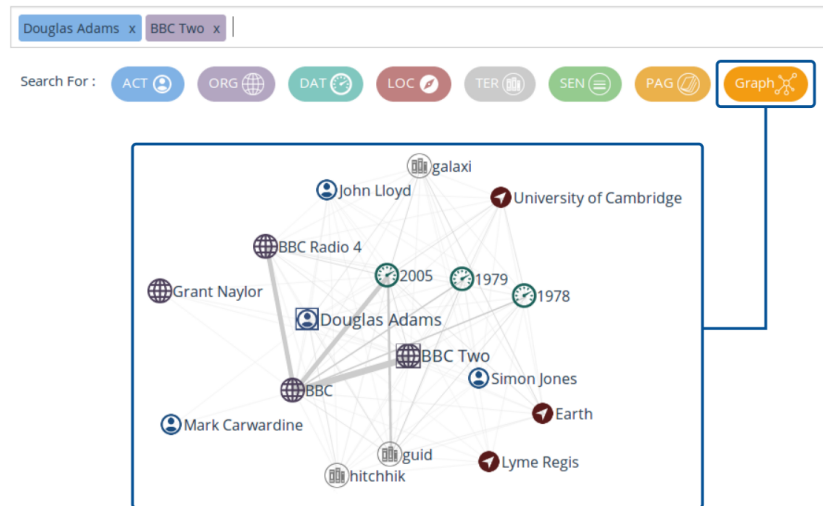 Douglas Adams x BBC Two x
Search For : ACT ORG DAT LOC TER SEN PAG Graph
galaxi
John Lloyd
University of Cambridge
BBC Radio 4
2005
1979
Grant Naylor
1978
Douglas Adams
BBC Two
Simon Jones
BBC
Earth
Mark Carwardine
guid
Lyme Regis
hitchhik